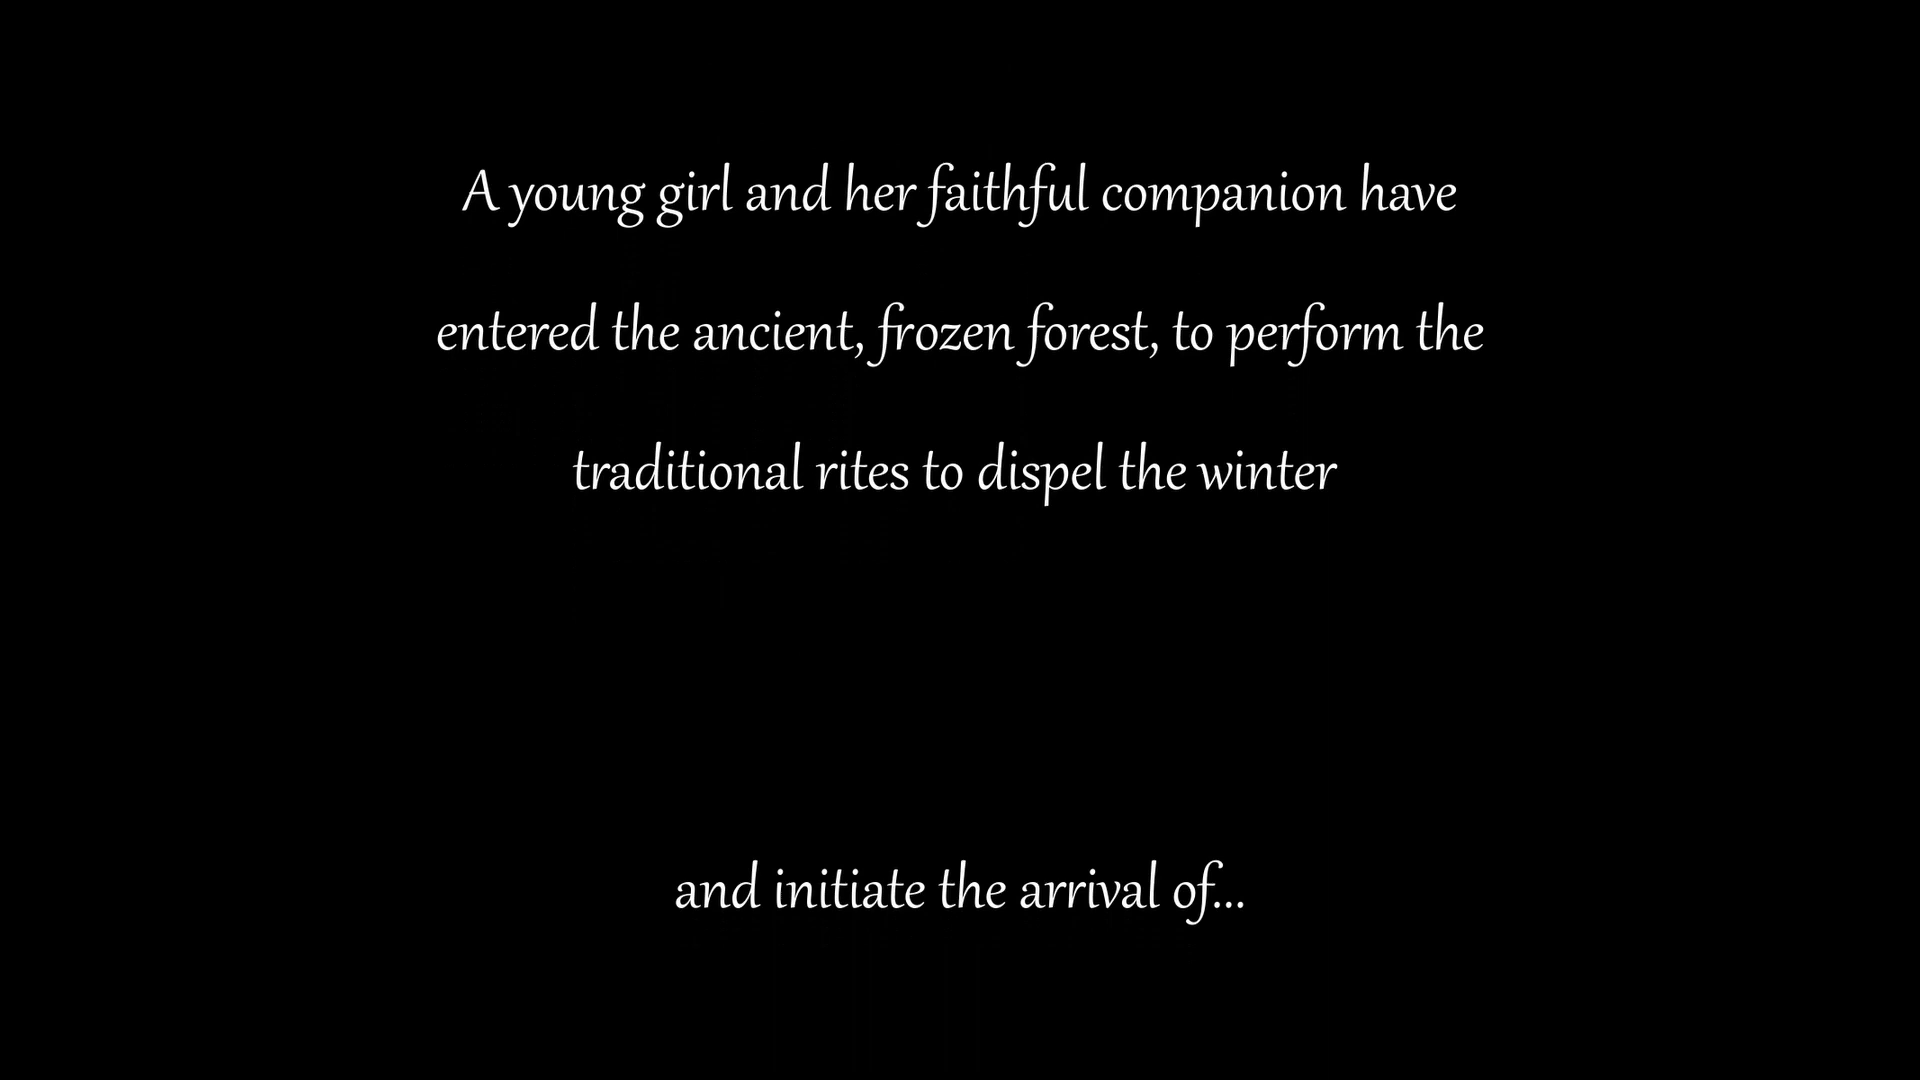 A young girl and her faithful companion have
entered the ancient, frozen forest, to perform the
traditional rites to dispel the winter
and initiate the arrival of...